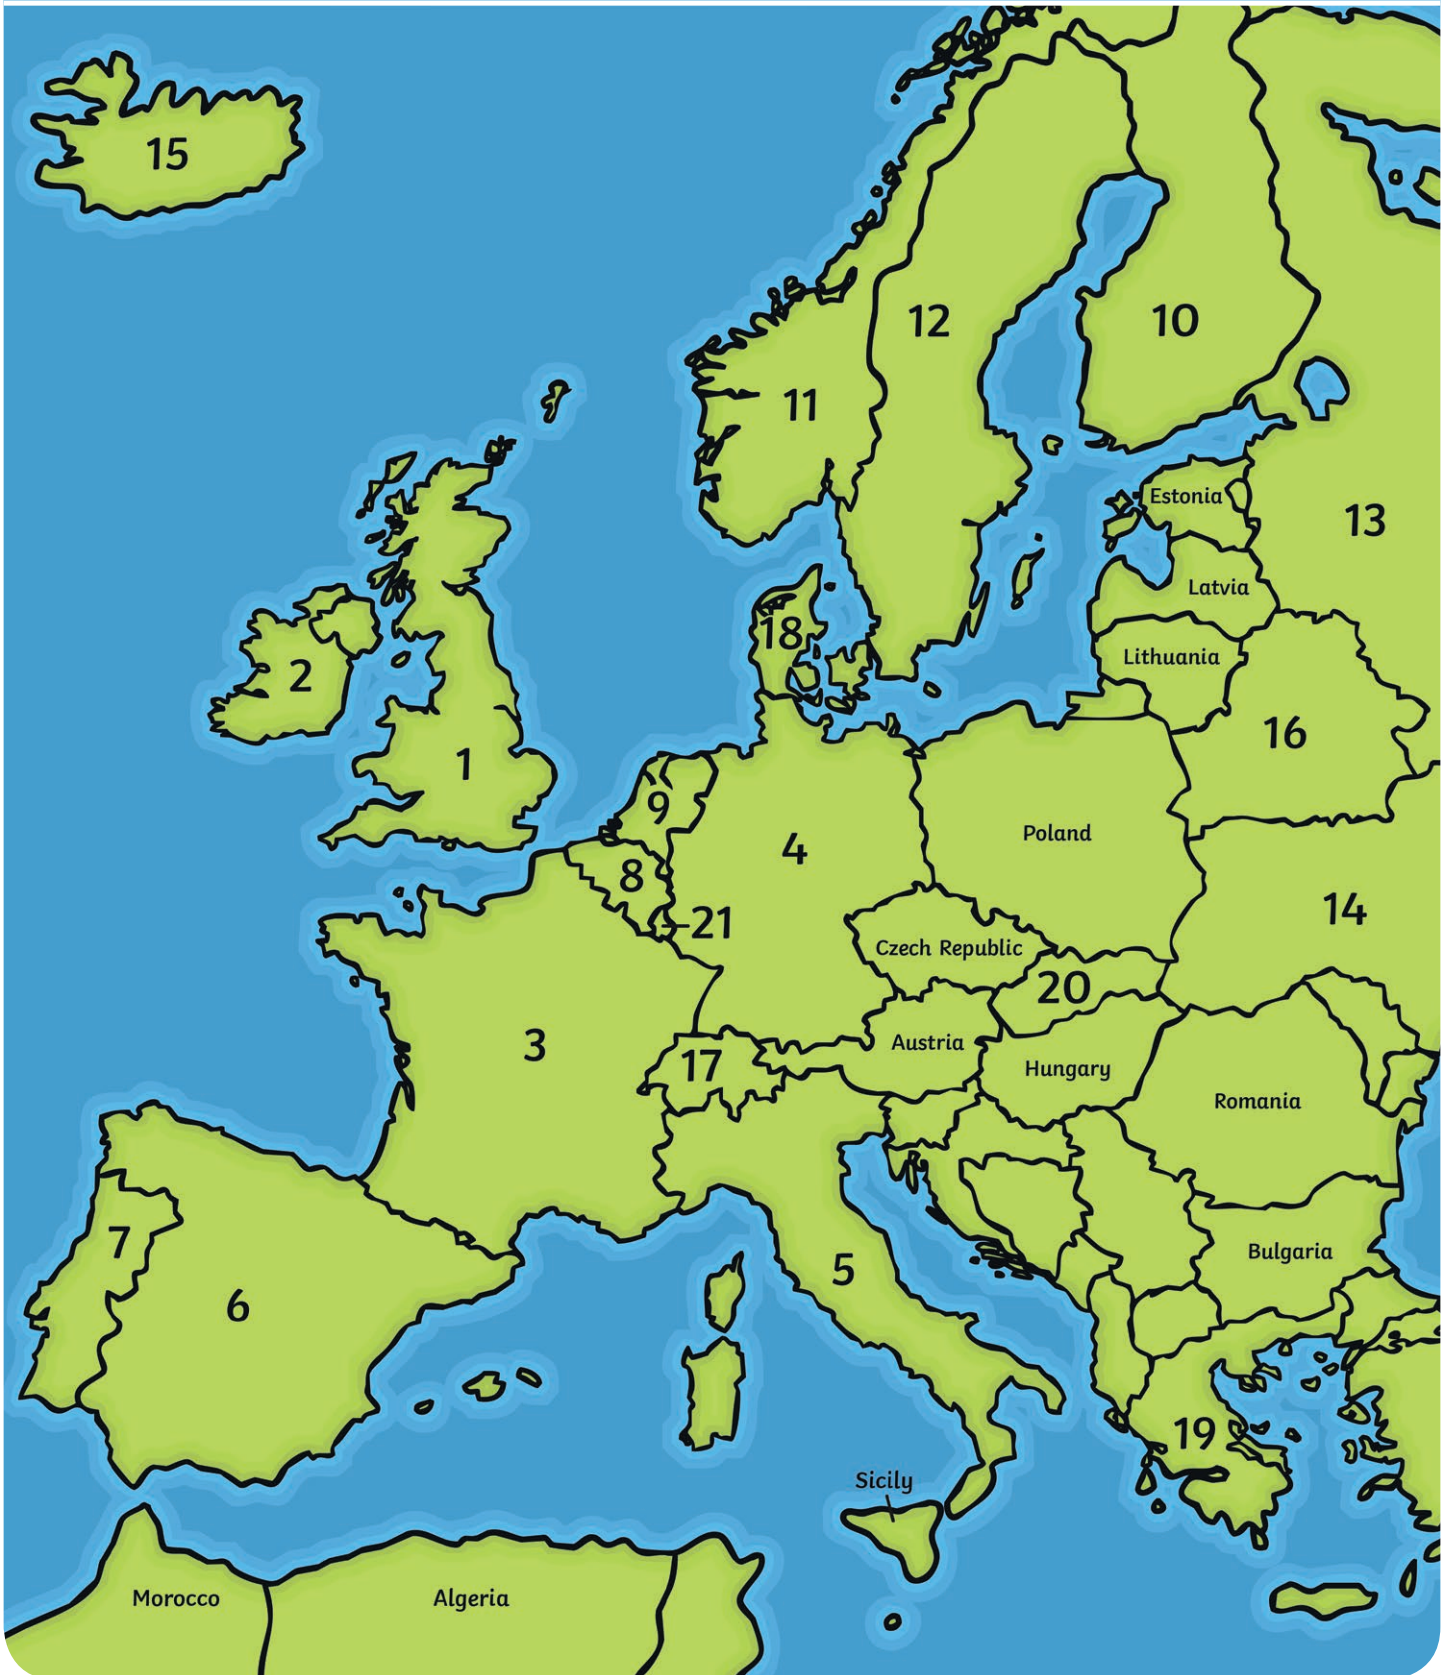 15
12
10
11
Estonia
13
Latvia
18
Lithuania
2
16
1
9
Poland
4
8
14
21
Czech Republic
20
3
Austria
17
Hungary
Romania
7
Bulgaria
5
6
19
Sicily
Morocco
Algeria